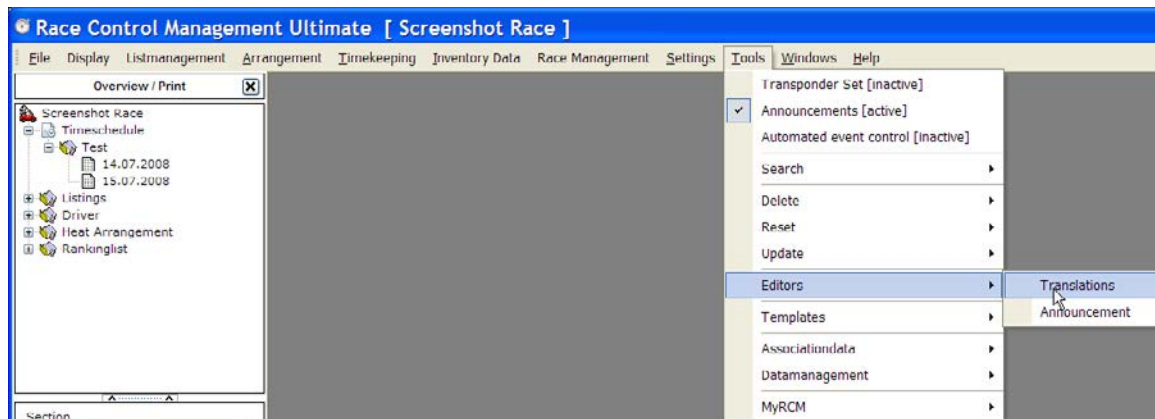 Race Control Management Ultimate [ Screenshot Race ]
File Display Listmanagement Arrangement Timekeeping Inventory Data Race Management Settings Tools Windows Help
Overview / Print
Screenshot Race
Timeschedule
Test
14.07.2008
15.07.2008
Listings
Driver
Heat Arrangement
Rankinglist
Section
Transponder Set [inactive]
Announcements [active]
Automated event control [inactive]
Search
Delete
Reset
Update
Editors
Templates
Associationdata
Datamanagement
MyRCM
Translations
Announcement